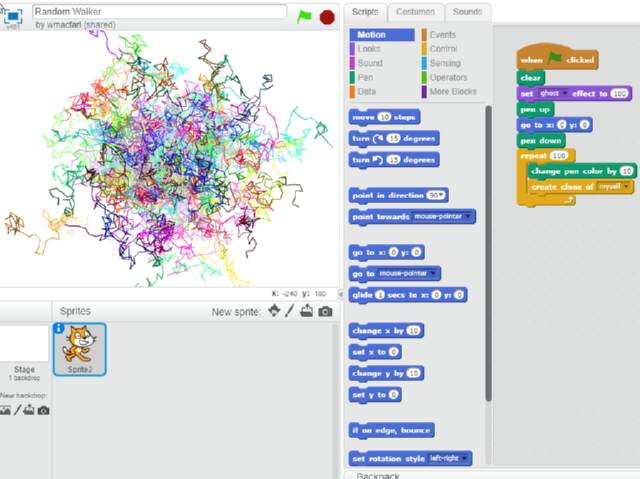 Random Walker
by wmacfarl (shared)
v461
x: -240 y: 180
Sprites
New sprite:
Stage
1 backdrop
New backdrop:
Sprite2
Scripts
Costumes
Sounds
Motion
Looks
Sound
Pen
Data
Events
Control
Sensing
Operators
More Blocks
move 10 steps
turn 15 degrees
turn 15 degrees
point in direction 90
point towards mouse-pointer
go to x: 0 y: 0
go to mouse-pointer
glide 1 secs to x: 0 y: 0
change x by 10
set x to 0
change y by 10
set y to 0
if on edge, bounce
set rotation style left-right
Backpack
when clicked
clear
set ghost effect to 100
pen up
go to x: 0 y: 0
pen down
repeat 100
change pen color by 10
create clone of myself